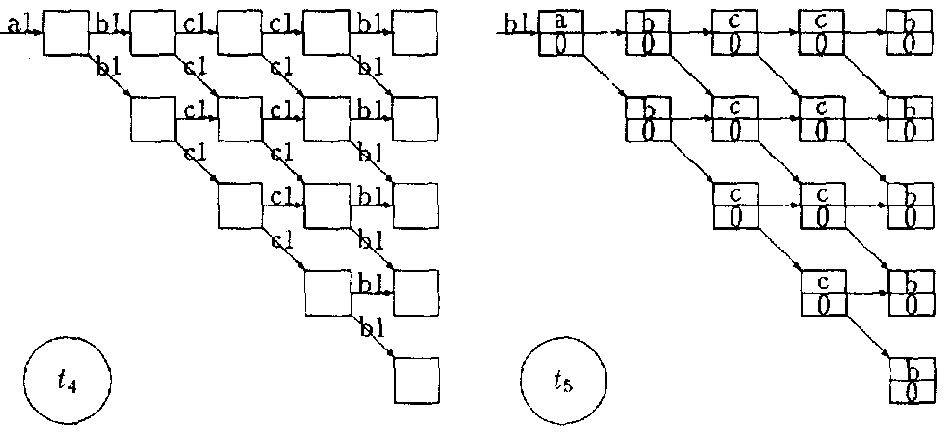 a1 b1 c1 c1 b1
b1 c1 c1 b1
c1 c1 b1
c1 c1 b1
c1 b1
c1 b1
b1
b1
t4
b1 a b c c b
0 0 0 0 0
b c c b
0 0 0 0
c c b
0 0 0
c b
0 0
b
0
t5